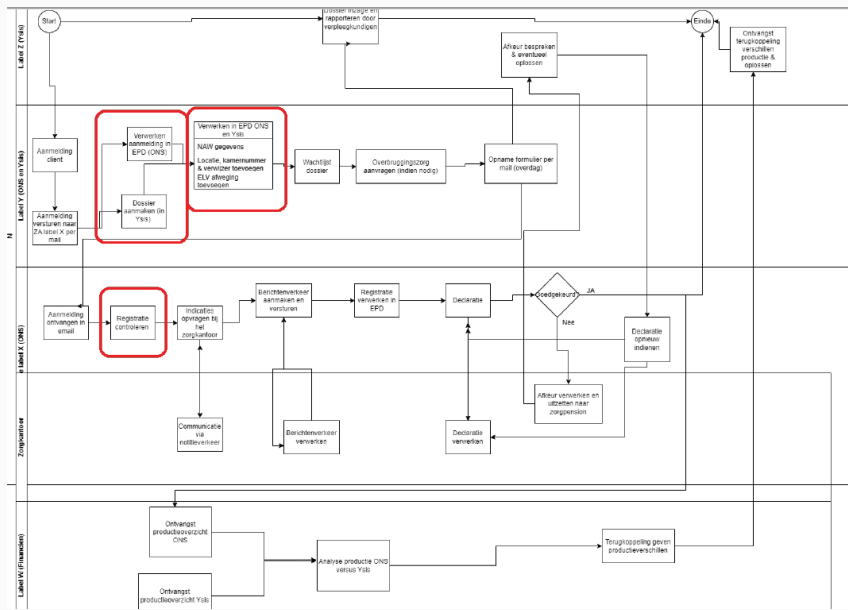 Label Z (Ysis)
Start
Dossier inzage en
rapporteren door
verpleegkundigen
Einde
Afkeur bespreken
& eventueel
oplossen
Ontvangst
terugkoppeling
verschillen
productie &
oplossen
Label Y (ONS en Ysis)
Aanmelding
client
Aanmelding
versturen naar
ZA label X per
mail
Verwerken
aanmelding in
EPD (ONS)
Dossier
aanmaken (in
Ysis)
Verwerken in EPD ONS
en Ysis
NAW gegevens
Locatie, kamernummer
& verwijzer toevoegen
ELV afweging
toevoegen
Wachtlijst
dossier
Overbruggingszorg
aanvragen (indien nodig)
Opname formulier per
mail (overdag)
N
e label X (ONS)
Aanmelding
ontvangen in
email
Registratie
controleren
Indicaties
opvragen bij
het
zorgkantoor
Berichtenverkeer
aanmaken en
versturen
Registratie
verwerken in
EPD
Declaratie
Goedgekeurd?
JA
Nee
Declaratie
opnieuw
indienen
Zorgkantoor
Communicatie
via
notitieverkeer
Berichtenverkeer
verwerken
Declaratie
verwerken
Afkeur verwerken en
uitzetten naar
zorgpension
Label W (Financien)
Ontvangst
productieoverzicht
ONS
Ontvangst
productieoverzicht Ysis
Analyse productie ONS
versus Ysis
Terugkoppeling geven
productieverschillen